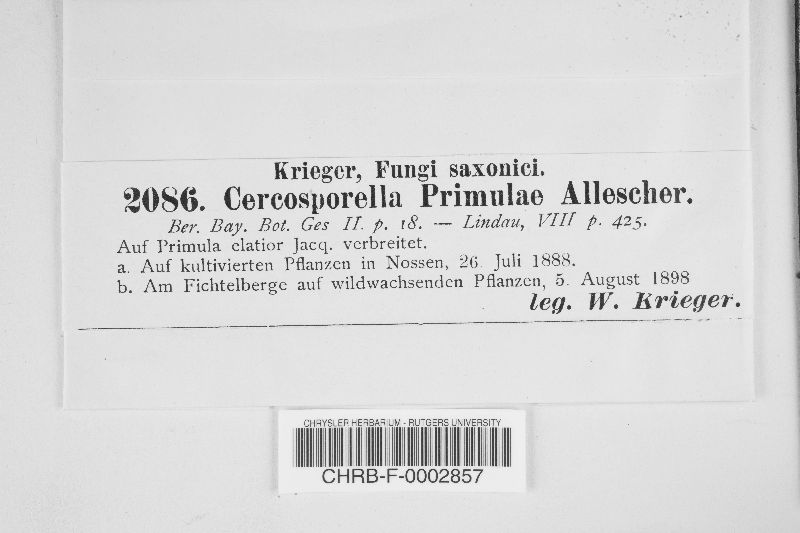 Krieger, Fungi saxonici.
2086. Cercosporella Primulae Allescher.
Ber. Bay. Bot. Ges II. p. 18. — Lindau, VIII p. 425.
Auf Primula elatior Jacq. verbreitet.
a. Auf kultivierten Pflanzen in Nossen, 26. Juli 1888.
b. Am Fichtelberge auf wildwachsenden Pflanzen, 5. August 1898
leg. W. Krieger.
CHRYSLER HERBARIUM - RUTGERS UNIVERSITY
CHRB-F-0002857